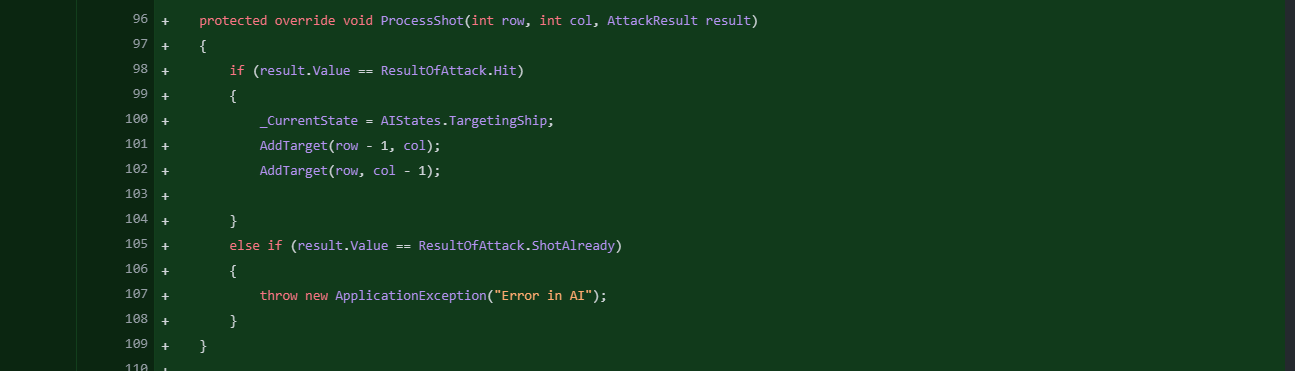 96 + protected override void ProcessShot(int row, int col, AttackResult result)
97 + {
98 + if (result.Value == ResultOfAttack.Hit)
99 + {
100 + _CurrentState = AIStates.TargetingShip;
101 + AddTarget(row - 1, col);
102 + AddTarget(row, col - 1);
103 +
104 + }
105 + else if (result.Value == ResultOfAttack.ShotAlready)
106 + {
107 + throw new ApplicationException("Error in AI");
108 + }
109 + }
110 +